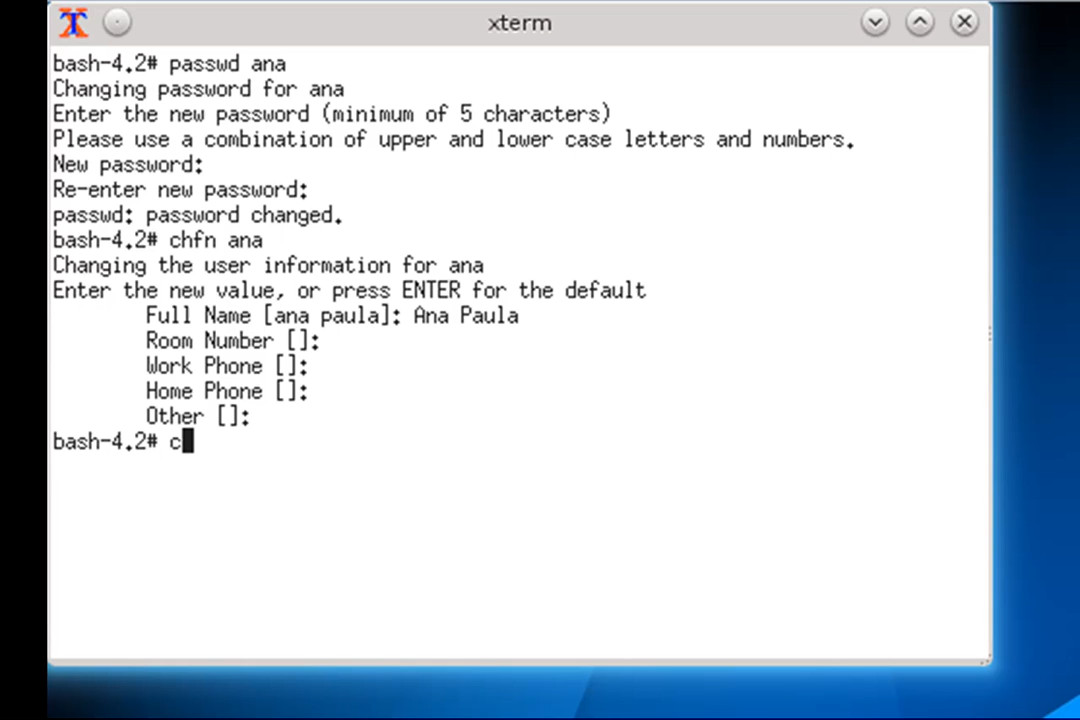 xterm
bash-4.2# passwd ana
Changing password for ana
Enter the new password (minimum of 5 characters)
Please use a combination of upper and lower case letters and numbers.
New password:
Re-enter new password:
passwd: password changed.
bash-4.2# chfn ana
Changing the user information for ana
Enter the new value, or press ENTER for the default
Full Name [ana paula]: Ana Paula
Room Number []:
Work Phone []:
Home Phone []:
Other []:
bash-4.2# c